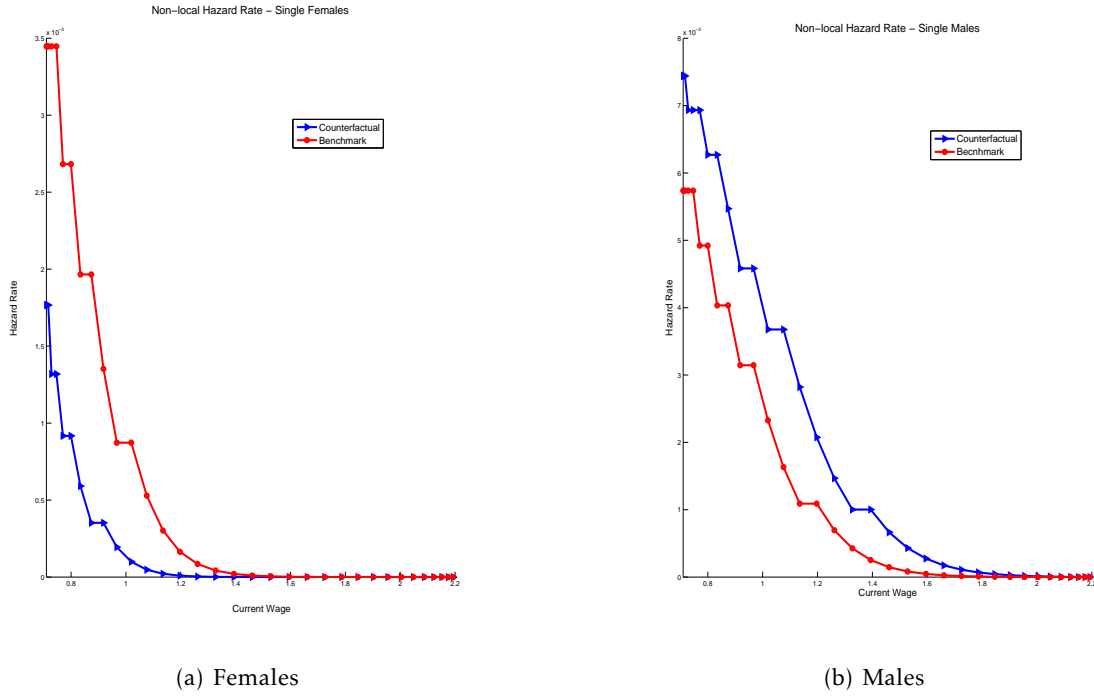 Non-local Hazard Rate – Single Females
x 10⁻³
3.5
3
2.5
2
1.5
1
0.5
0
0.8
1
1.2
1.4
1.6
1.8
2
2.2
Hazard Rate
Current Wage
Counterfactual
Benchmark
(a) Females
Non-local Hazard Rate – Single Males
x 10⁻³
8
7
6
5
4
3
2
1
0
0.8
1
1.2
1.4
1.6
1.8
2
2.2
Hazard Rate
Current Wage
Counterfactual
Becnhmark
(b) Males